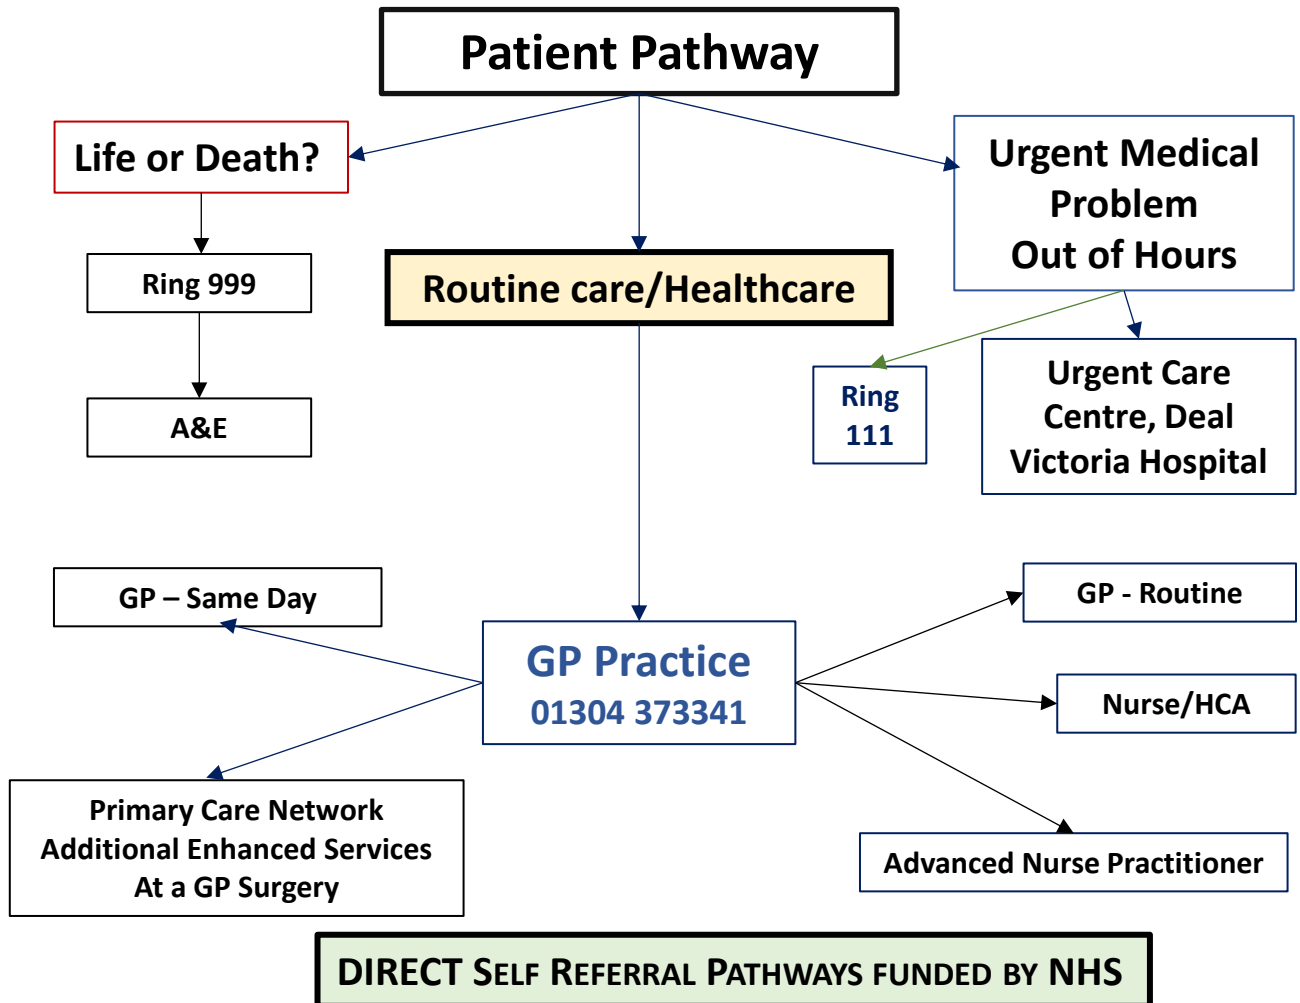 Patient Pathway
Life or Death?
Urgent Medical
Problem
Out of Hours
Ring 999
Routine care/Healthcare
A&E
Ring
111
Urgent Care
Centre, Deal
Victoria Hospital
GP – Same Day
GP - Routine
GP Practice
01304 373341
Nurse/HCA
Primary Care Network
Additional Enhanced Services
At a GP Surgery
Advanced Nurse Practitioner
DIRECT SELF REFERRAL PATHWAYS FUNDED BY NHS